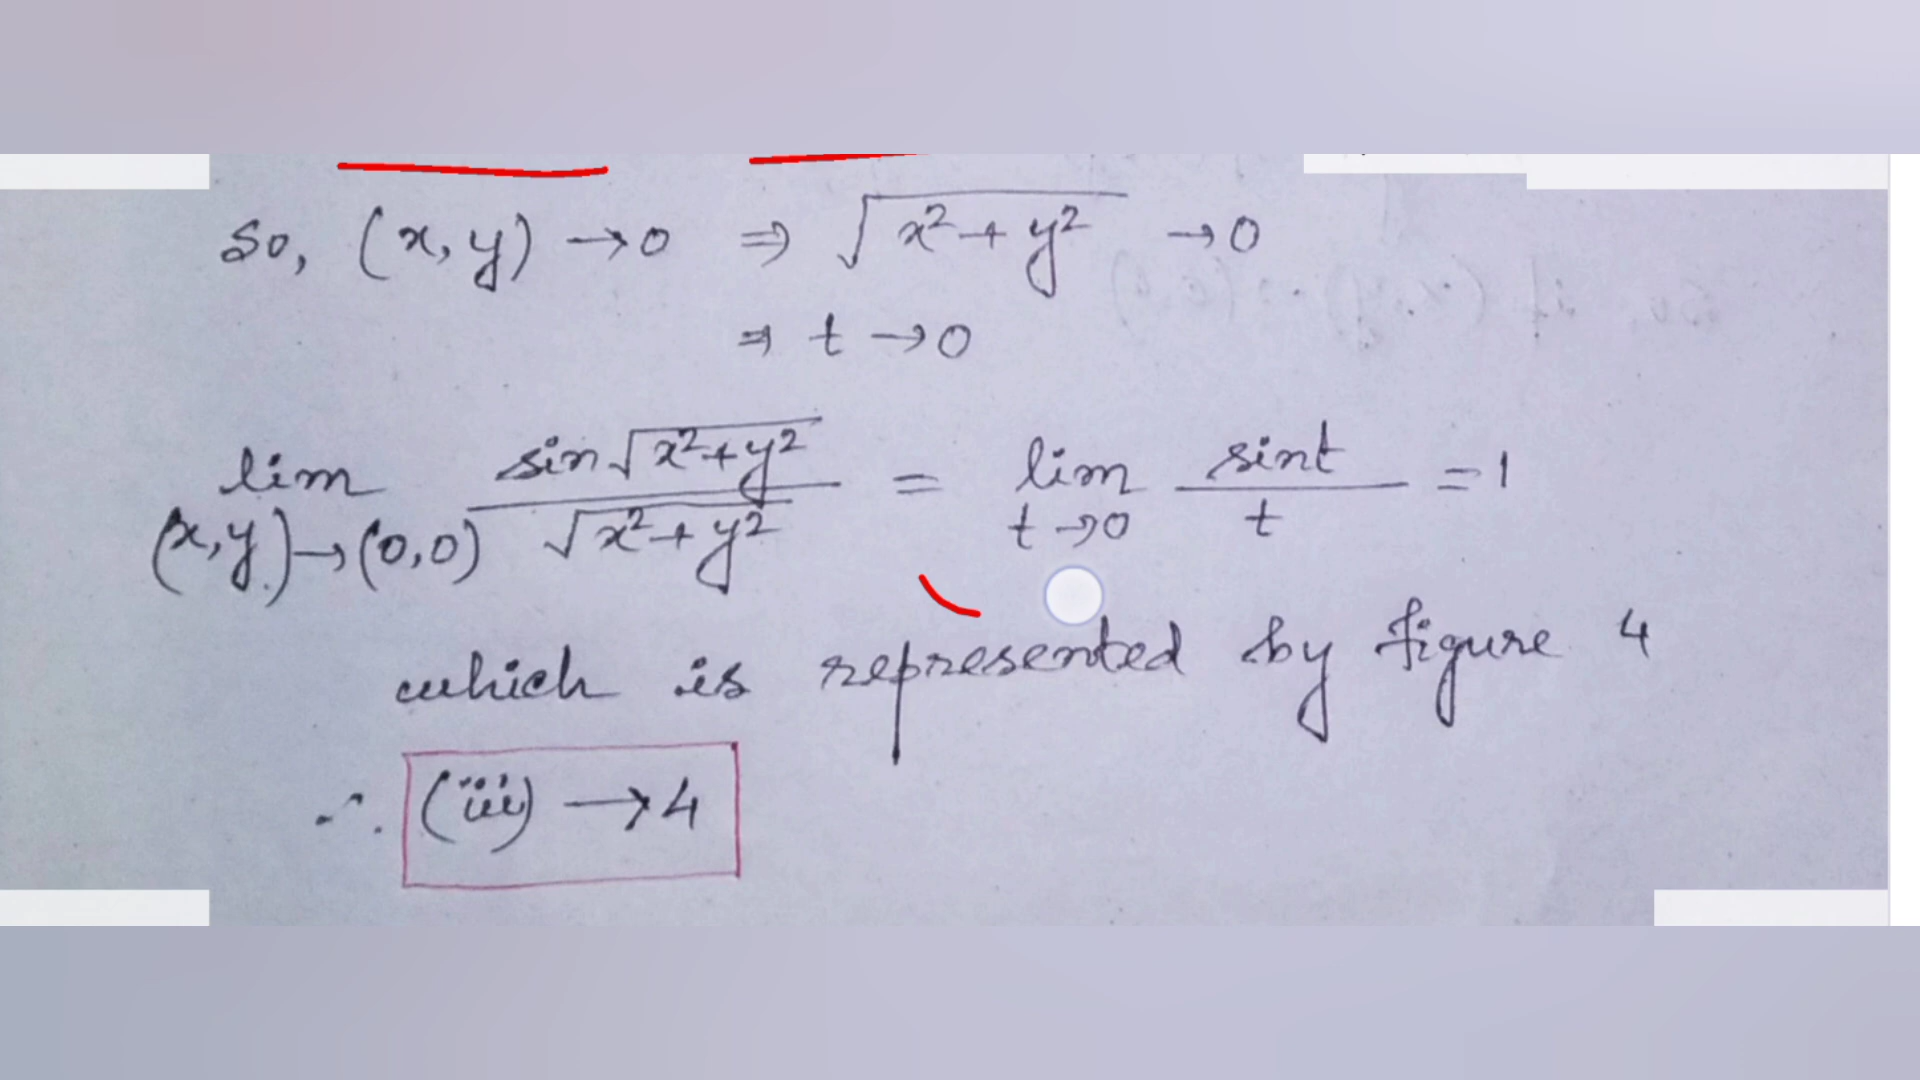 So, (x, y) → 0 ⇒ √(x² + y²) → 0
⇒ t → 0
lim (x,y)→(0,0) sin√(x²+y²) / √(x²+y²) = lim t→0 sint / t = 1
which is represented by figure 4
∴ (iii) → 4